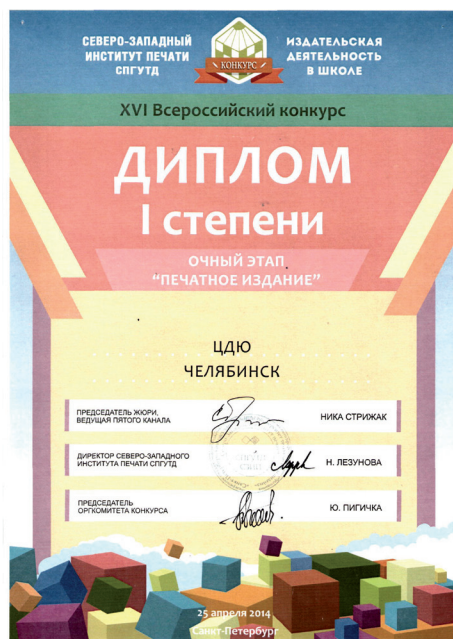 СЕВЕРО-ЗАПАДНЫЙ
ИНСТИТУТ ПЕЧАТИ
СПГУТД
КОНКУРС
ИЗДАТЕЛЬСКАЯ
ДЕЯТЕЛЬНОСТЬ
В ШКОЛЕ
XVI Всероссийский конкурс
ДИПЛОМ
I степени
ОЧНЫЙ ЭТАП
“ПЕЧАТНОЕ ИЗДАНИЕ”
ЦДЮ
ЧЕЛЯБИНСК
ПРЕДСЕДАТЕЛЬ ЖЮРИ,
ВЕДУЩАЯ ПЯТОГО КАНАЛА
НИКА СТРИЖАК
ДИРЕКТОР СЕВЕРО-ЗАПАДНОГО
ИНСТИТУТА ПЕЧАТИ СПГУТД
Н. ЛЕЗУНОВА
ПРЕДСЕДАТЕЛЬ
ОРГКОМИТЕТА КОНКУРСА
Ю. ПИГИЧКА
25 апреля 2014
Санкт-Петербург